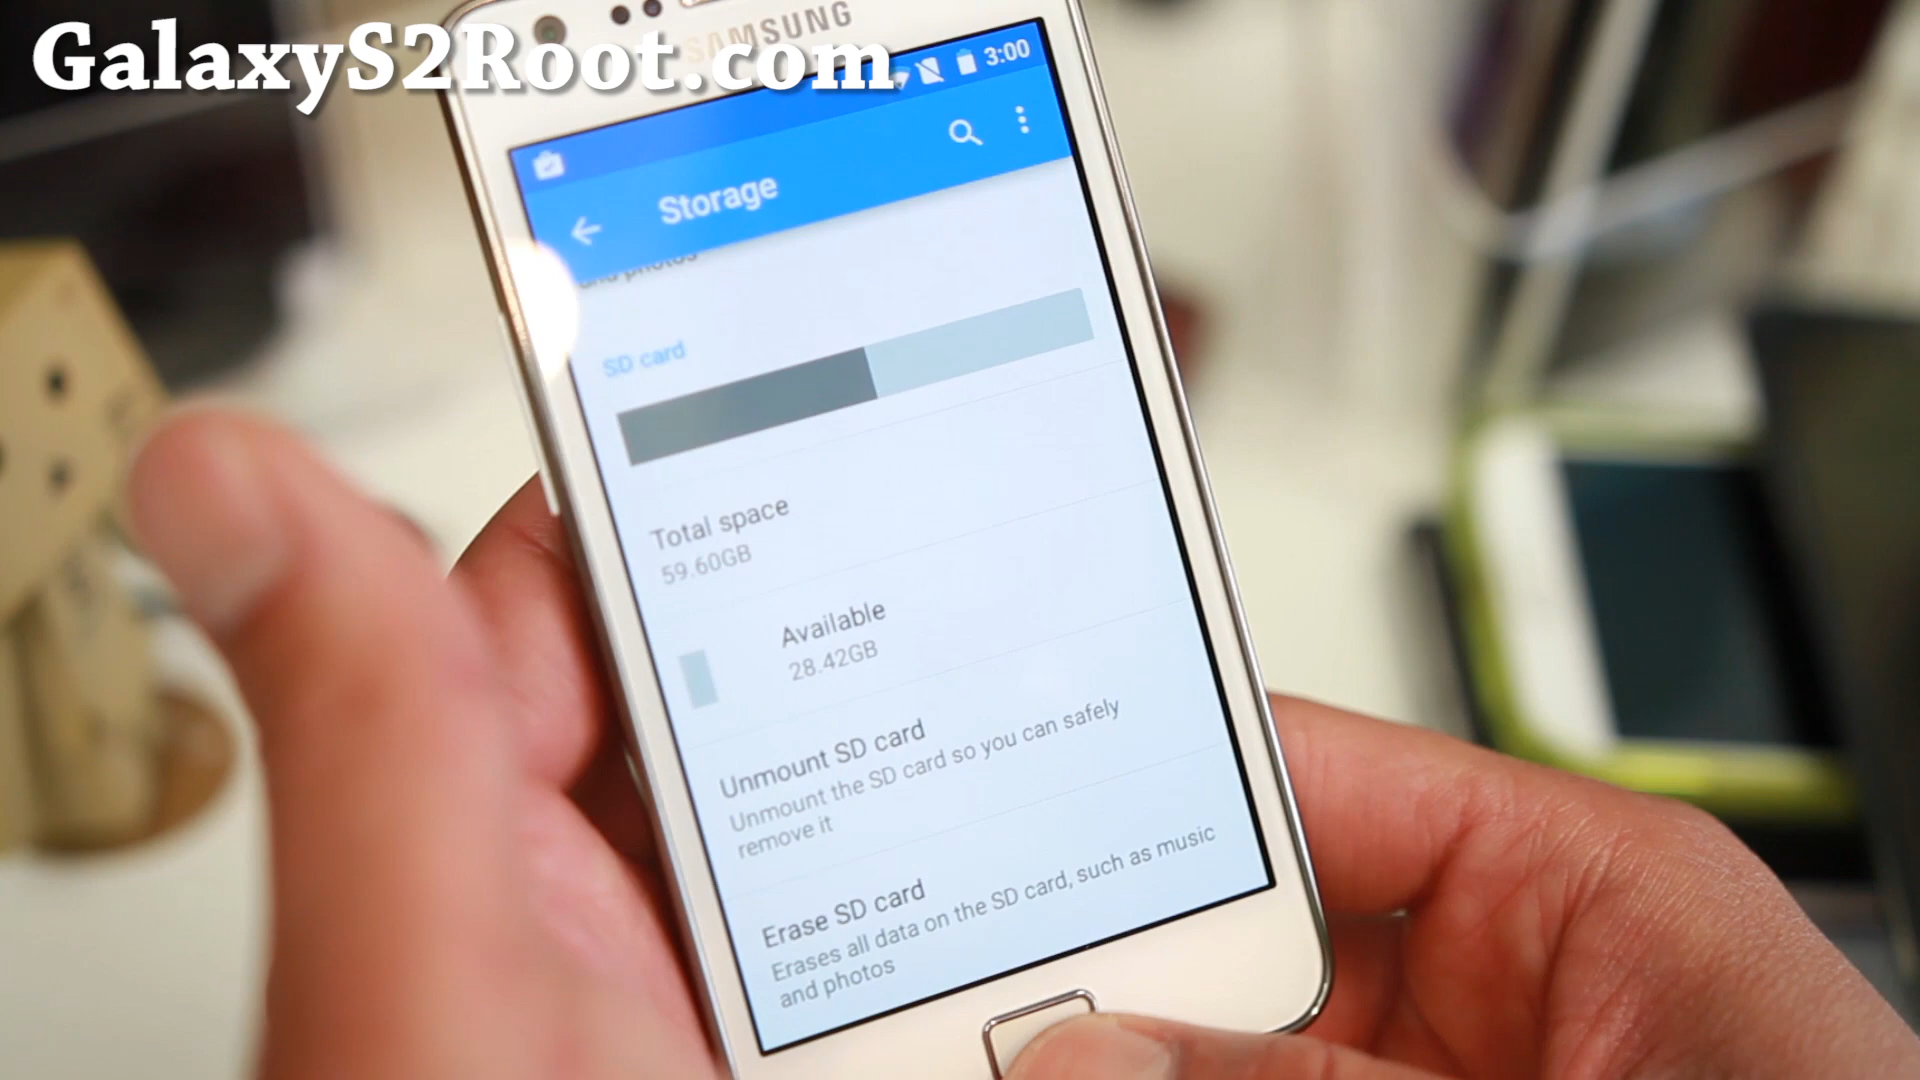 GalaxyS2Root.com
SAMSUNG
3:00
Storage
and photos
SD card
Total space
59.60GB
Available
28.42GB
Unmount SD card
Unmount the SD card so you can safely
remove it
Erase SD card
Erases all data on the SD card, such as music
and photos